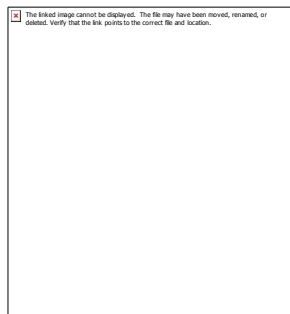 The linked image cannot be displayed. The file may have been moved, renamed, or
deleted. Verify that the link points to the correct file and location.